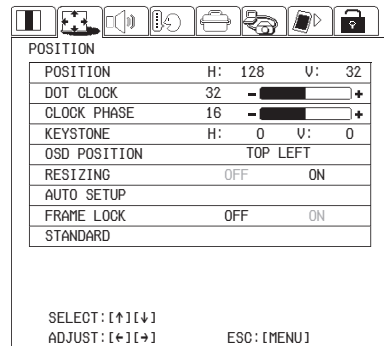 POSITION
POSITION H: 128 V: 32
DOT CLOCK 32 - +
CLOCK PHASE 16 - +
KEYSTONE H: 0 V: 0
OSD POSITION TOP LEFT
RESIZING OFF ON
AUTO SETUP
FRAME LOCK OFF ON
STANDARD
SELECT:[↑][↓]
ADJUST:[←][→] ESC:[MENU]